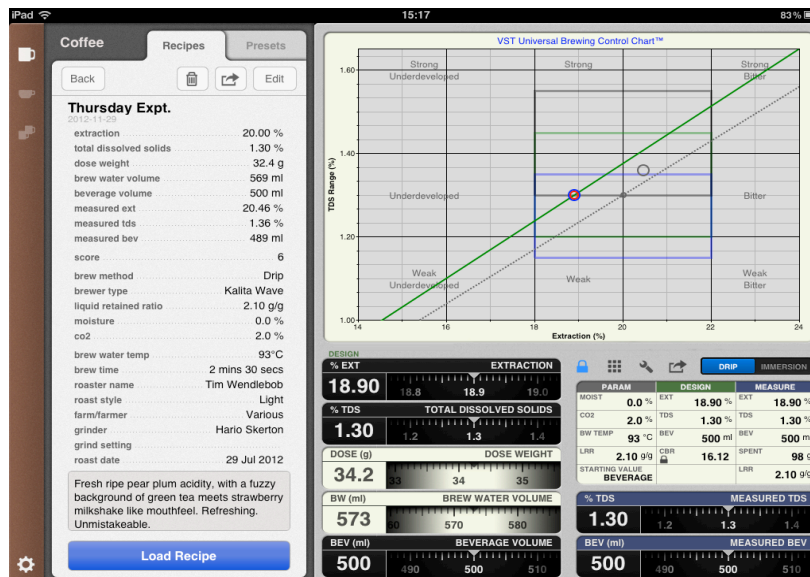 iPad 15:17 83%
Coffee Recipes Presets
Back Edit
Thursday Expt.
2012-11-29
extraction 20.00 %
total dissolved solids 1.30 %
dose weight 32.4 g
brew water volume 569 ml
beverage volume 500 ml
measured ext 20.46 %
measured tds 1.36 %
measured bev 489 ml
score 6
brew method Drip
brewer type Kalita Wave
liquid retained ratio 2.10 g/g
moisture 0.0 %
co2 2.0 %
brew water temp 93°C
brew time 2 mins 30 secs
roaster name Tim Wendlebob
roast style Light
farm/farmer Various
grinder Hario Skerton
grind setting
roast date 29 Jul 2012
Fresh ripe pear plum acidity, with a fuzzy
background of green tea meets strawberry
milkshake like mouthfeel. Refreshing.
Unmistakeable.
Load Recipe
VST Universal Brewing Control Chart™
TDS Range (%)
1.60
1.40
1.20
1.00
Strong
Underdeveloped
Strong
Strong
Bitter
Underdeveloped
Bitter
Weak
Underdeveloped
Weak
Weak
Bitter
14 16 18 20 22 24
Extraction (%)
DESIGN
% EXT EXTRACTION
18.90 18.8 18.9 19.0
% TDS TOTAL DISSOLVED SOLIDS
1.30 1.2 1.3 1.4
DOSE (g) DOSE WEIGHT
34.2 33 34 35
BW (ml) BREW WATER VOLUME
573 60 570 580
BEV (ml) BEVERAGE VOLUME
500 490 500 510
DRIP IMMERSION
PARAM DESIGN MEASURE
MOIST 0.0 % EXT 18.90 % EXT 18.90 %
CO2 2.0 % TDS 1.30 % TDS 1.30 %
BW TEMP 93 °C BEV 500 ml BEV 500 m
LRR 2.10 g/g CBR 16.12 SPENT 98 g
STARTING VALUE BEVERAGE LRR 2.10 g/g
% TDS MEASURED TDS
1.30 1.2 1.3 1.4
BEV (ml) MEASURED BEV
500 490 500 510